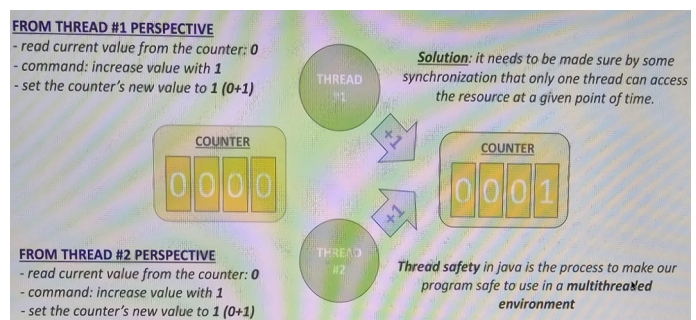 FROM THREAD #1 PERSPECTIVE
- read current value from the counter: 0
- command: increase value with 1
- set the counter's new value to 1 (0+1)
THREAD
#1
Solution: it needs to be made sure by some
synchronization that only one thread can access
the resource at a given point of time.
+1
COUNTER
0000
COUNTER
0001
+1
THREAD
#2
FROM THREAD #2 PERSPECTIVE
- read current value from the counter: 0
- command: increase value with 1
- set the counter's new value to 1 (0+1)
Thread safety in java is the process to make our
program safe to use in a multithreaded
environment